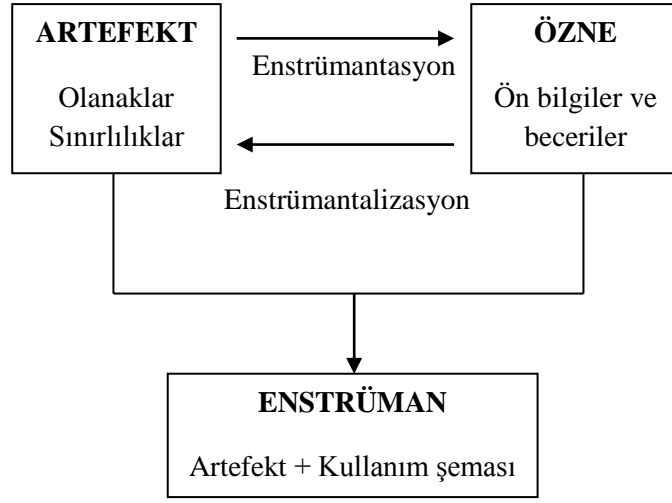 ARTEFEKT
Olanaklar
Sınırlılıklar
Enstrümantasyon
Enstrümantalizasyon
ÖZNE
Ön bilgiler ve
beceriler
ENSTRÜMAN
Artefekt + Kullanım şeması